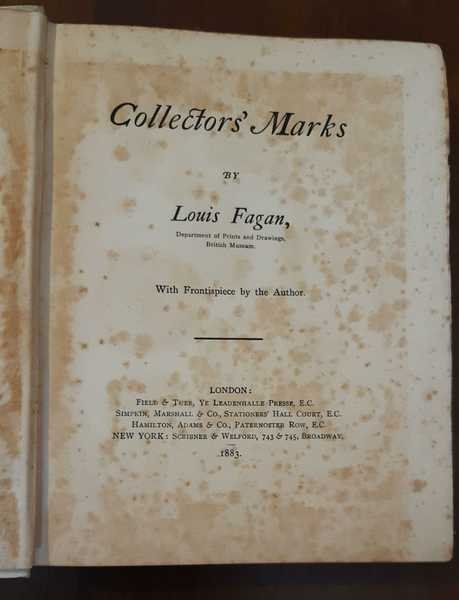 Collectors' Marks
BY
Louis Fagan,
Department of Prints and Drawings,
British Museum.
With Frontispiece by the Author.
LONDON:
Field & Tuer, Ye Leadenhalle Presse, E.C.
Simpkin, Marshall & Co., Stationers' Hall Court, E.C.
Hamilton, Adams & Co., Paternoster Row, E.C.
NEW YORK: Scribner & Welford, 743 & 745, Broadway.
1883.